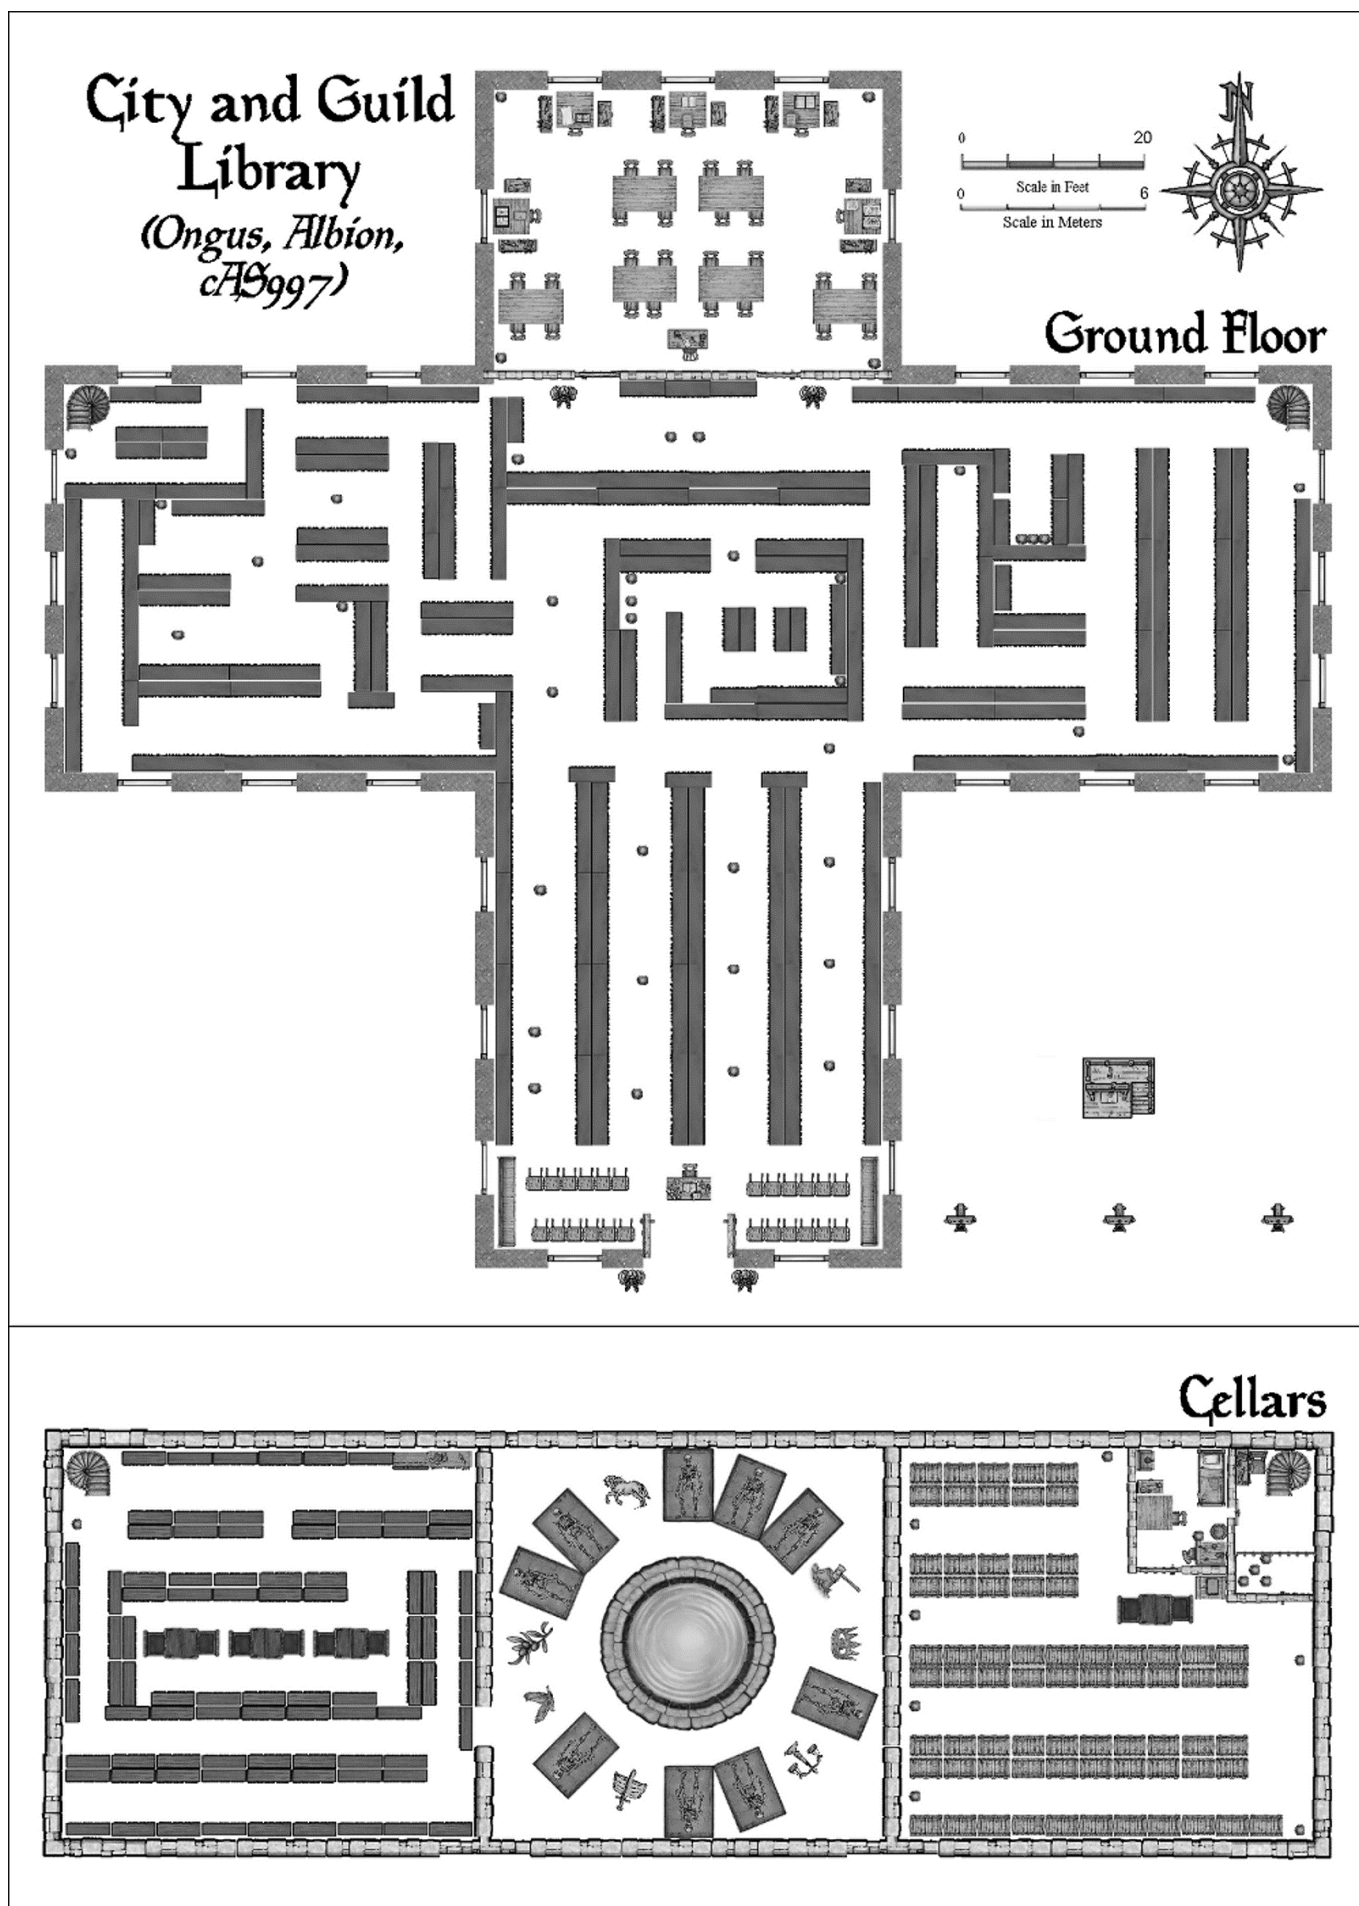 City and Guild
Library
(Ongus, Albion,
cAS997)
N
0 20
Scale in Feet
0 6
Scale in Meters
Ground Floor
Cellars